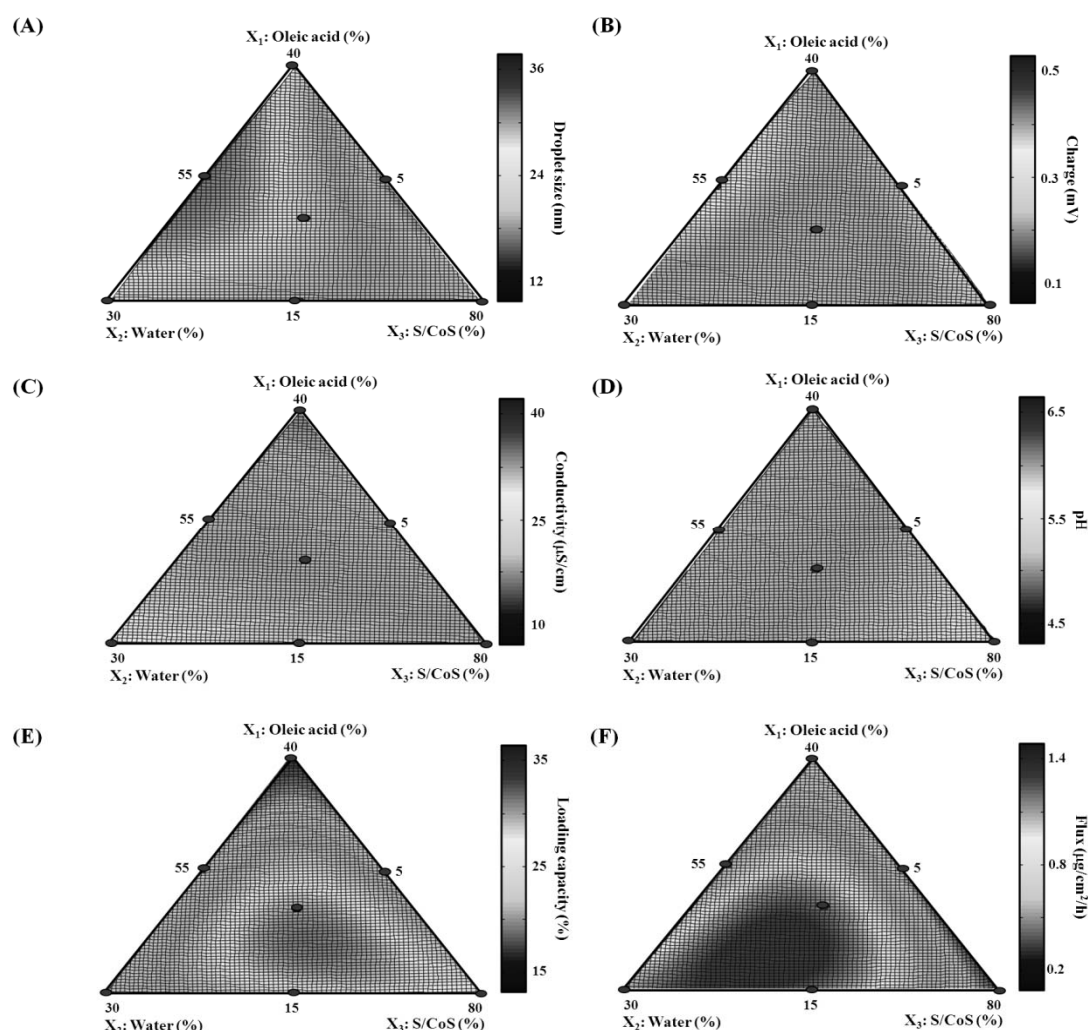 (A)
X₁: Oleic acid (%)
40
55
5
30
15
80
X₂: Water (%)
X₃: S/CoS (%)
36
24
12
Droplet size (nm)
(B)
X₁: Oleic acid (%)
40
55
5
30
15
80
X₂: Water (%)
X₃: S/CoS (%)
0.5
0.3
0.1
Charge (mV)
(C)
X₁: Oleic acid (%)
40
55
5
30
15
80
X₂: Water (%)
X₃: S/CoS (%)
40
25
10
Conductivity (µS/cm)
(D)
X₁: Oleic acid (%)
40
55
5
30
15
80
X₂: Water (%)
X₃: S/CoS (%)
6.5
5.5
4.5
pH
(E)
X₁: Oleic acid (%)
40
55
5
30
15
80
X₂: Water (%)
X₃: S/CoS (%)
35
25
15
Loading capacity (%)
(F)
X₁: Oleic acid (%)
40
55
5
30
15
80
X₂: Water (%)
X₃: S/CoS (%)
1.4
0.8
0.2
Flux (µg/cm²/h)